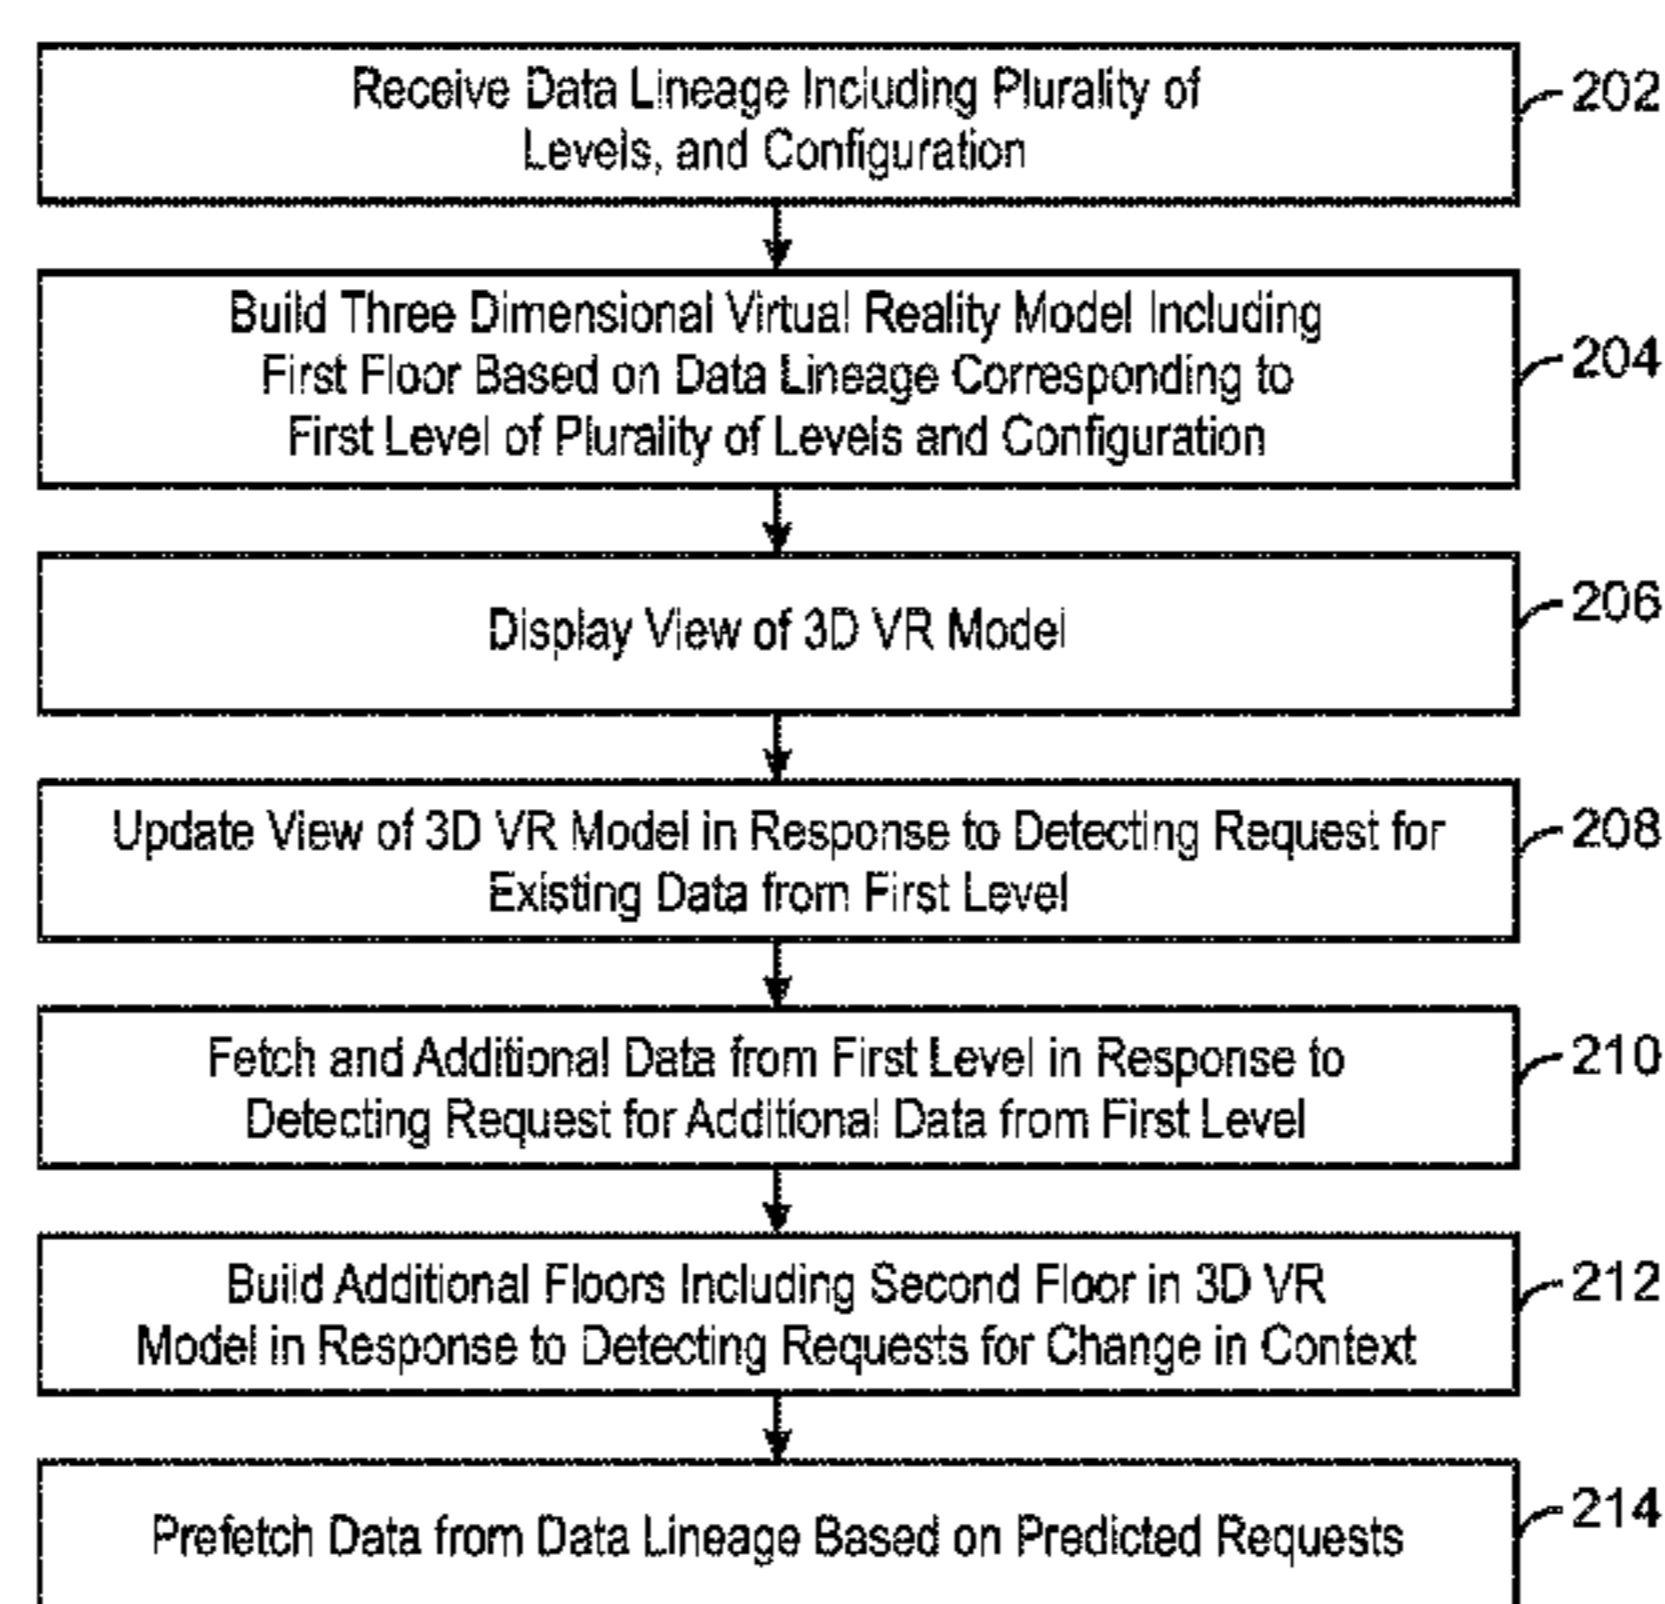 Receive Data Lineage Including Plurality of
Levels, and Configuration
202
Build Three Dimensional Virtual Reality Model Including
First Floor Based on Data Lineage Corresponding to
First Level of Plurality of Levels and Configuration
204
Display View of 3D VR Model
206
Update View of 3D VR Model in Response to Detecting Request for
Existing Data from First Level
208
Fetch and Additional Data from First Level in Response to
Detecting Request for Additional Data from First Level
210
Build Additional Floors Including Second Floor in 3D VR
Model in Response to Detecting Requests for Change in Context
212
Prefetch Data from Data Lineage Based on Predicted Requests
214